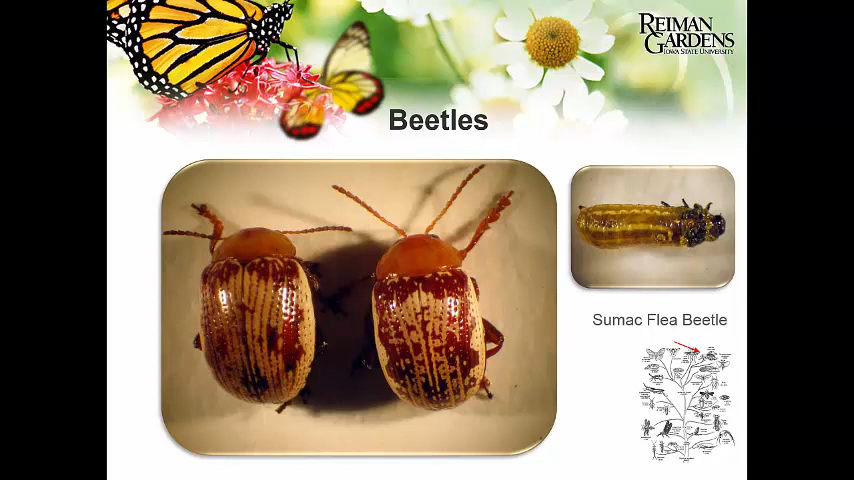 REIMAN
GARDENS
IOWA STATE UNIVERSITY
Beetles
Sumac Flea Beetle